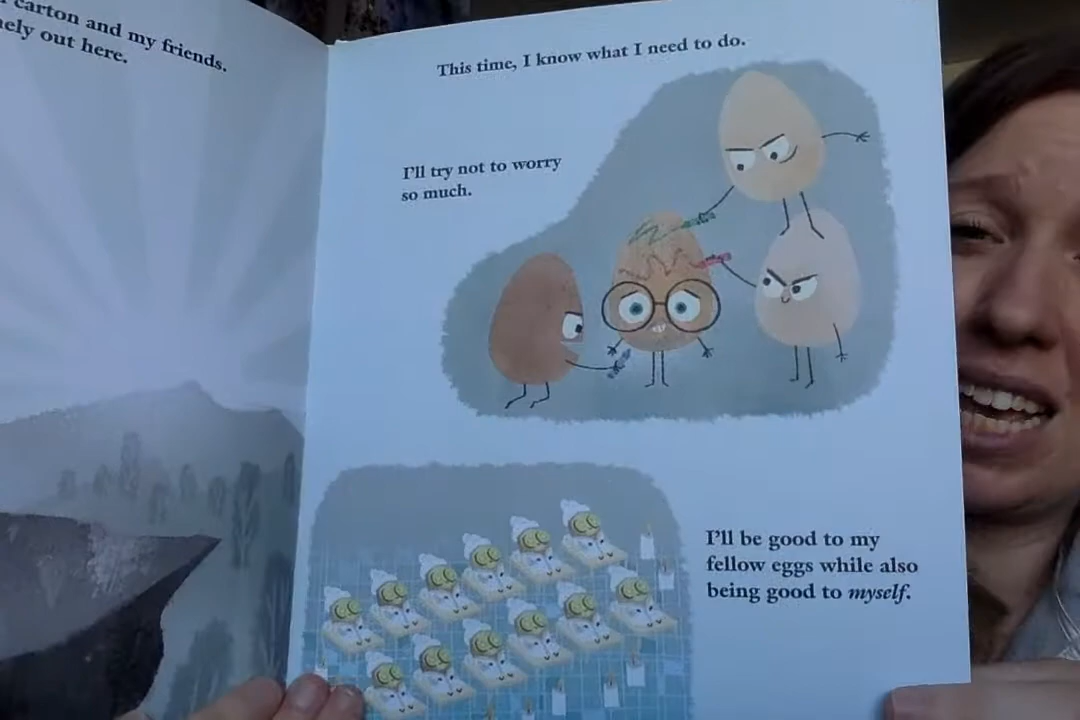 carton and my friends.
ely out here.
This time, I know what I need to do.
I'll try not to worry
so much.
I'll be good to my
fellow eggs while also
being good to myself.